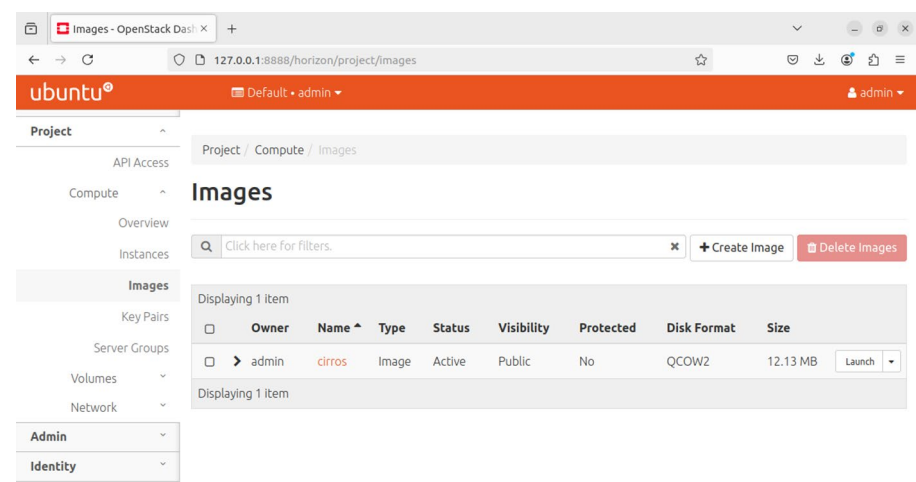 Images - OpenStack Dash
127.0.0.1:8888/horizon/project/images
ubuntu
Default • admin
admin
Project
API Access
Compute
Overview
Instances
Images
Key Pairs
Server Groups
Volumes
Network
Admin
Identity
Project / Compute / Images
Images
Click here for filters.
Create Image
Delete Images
Displaying 1 item
Owner Name Type Status Visibility Protected Disk Format Size
admin cirros Image Active Public No QCOW2 12.13 MB Launch
Displaying 1 item